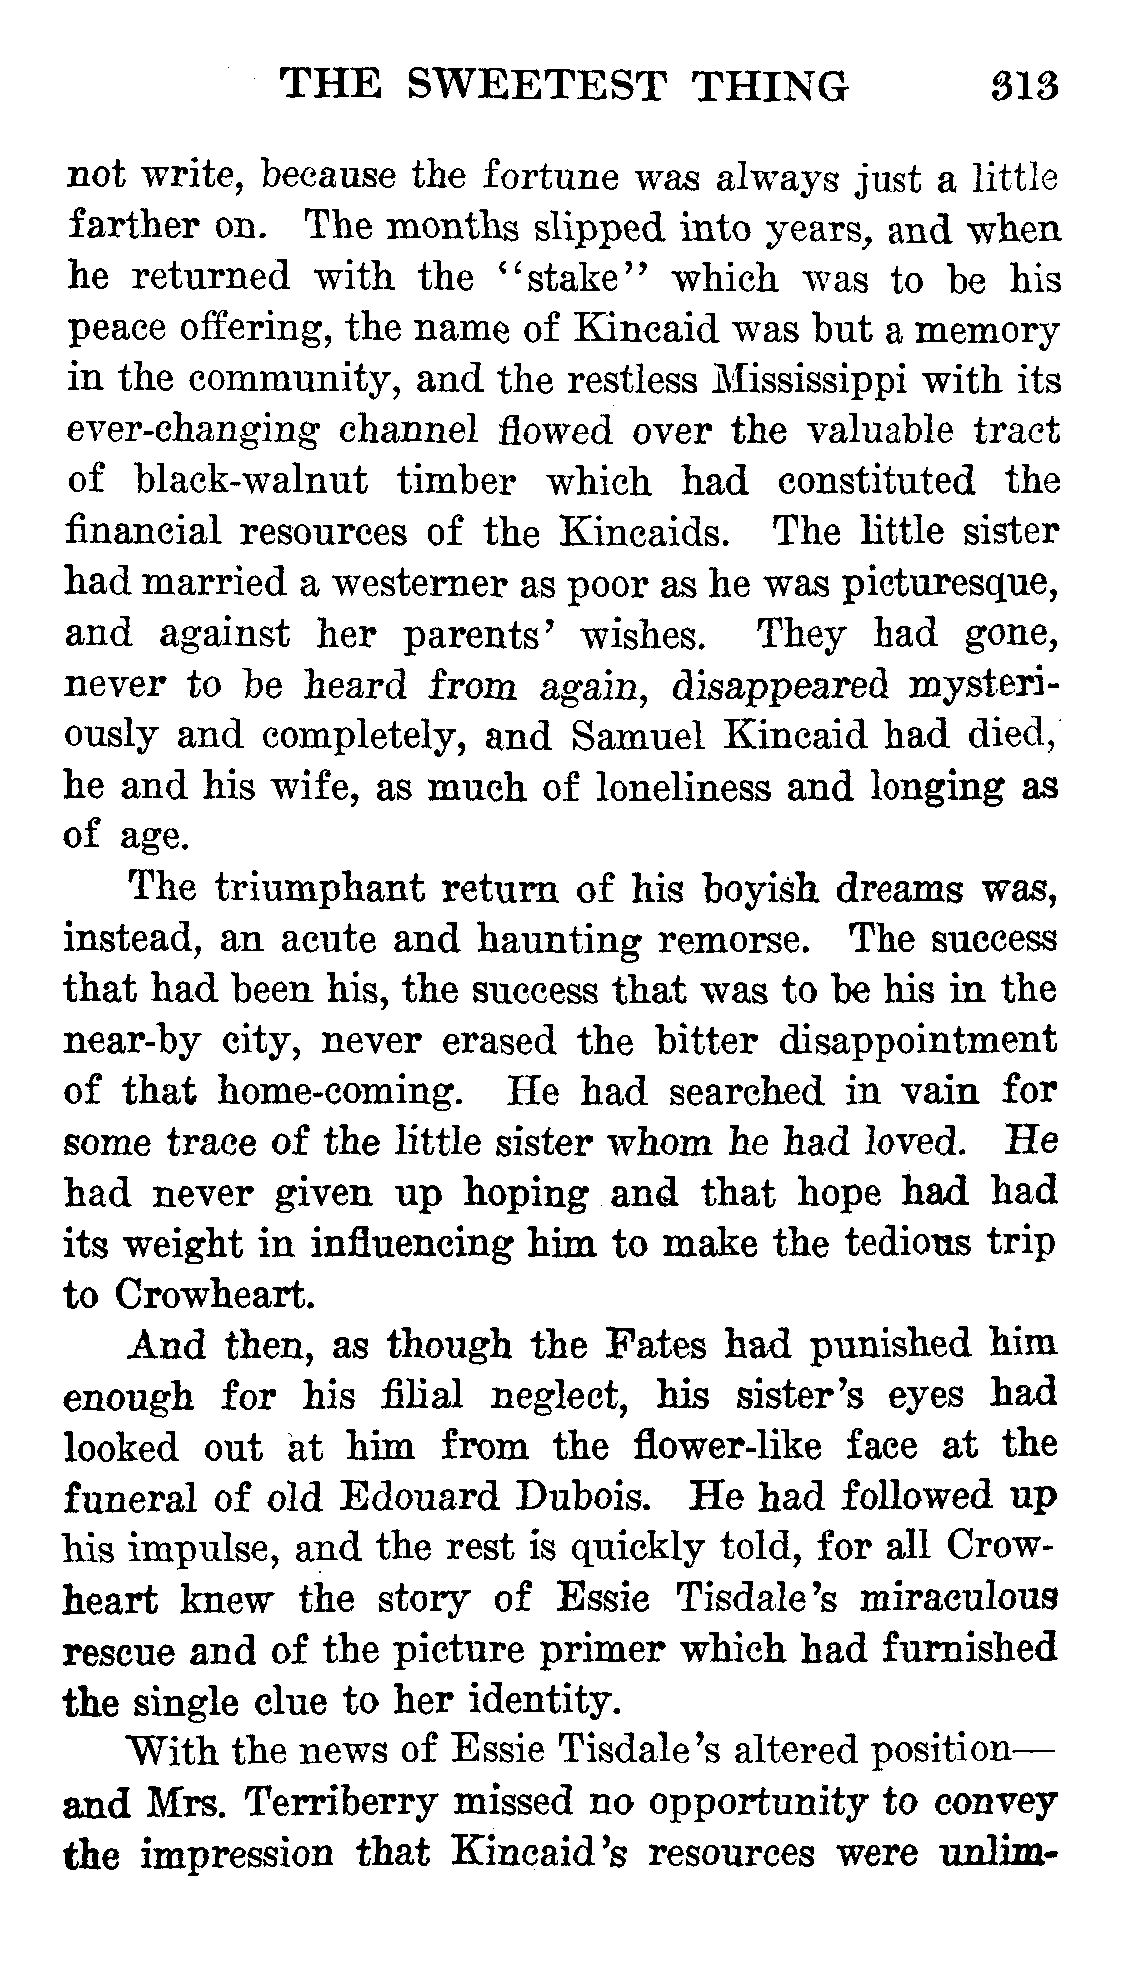 THE SWEETEST THING 313
not write, because the fortune was always just a little
farther on. The months slipped into years, and when
he returned with the “stake” which was to be his
peace offering, the name of Kincaid was but a memory
in the community, and the restless Mississippi with its
ever-changing channel flowed over the valuable tract
of black-walnut timber which had constituted the
financial resources of the Kincaids. The little sister
had married a westerner as poor as he was picturesque,
and against her parents’ wishes. They had gone,
never to be heard from again, disappeared mysteri-
ously and completely, and Samuel Kincaid had died,
he and his wife, as much of loneliness and longing as
of age.
The triumphant return of his boyish dreams was,
instead, an acute and haunting remorse. The success
that had been his, the success that was to be his in the
near-by city, never erased the bitter disappointment
of that home-coming. He had searched in vain for
some trace of the little sister whom he had loved. He
had never given up hoping and that hope had had
its weight in influencing him to make the tedious trip
to Crowheart.
And then, as though the Fates had punished him
enough for his filial neglect, his sister’s eyes had
looked out at him from the flower-like face at the
funeral of old Edouard Dubois. He had followed up
his impulse, and the rest is quickly told, for all Crow-
heart knew the story of Essie Tisdale’s miraculous
rescue and of the picture primer which had furnished
the single clue to her identity.
With the news of Essie Tisdale’s altered position—
and Mrs. Terriberry missed no opportunity to convey
the impression that Kincaid’s resources were unlim-